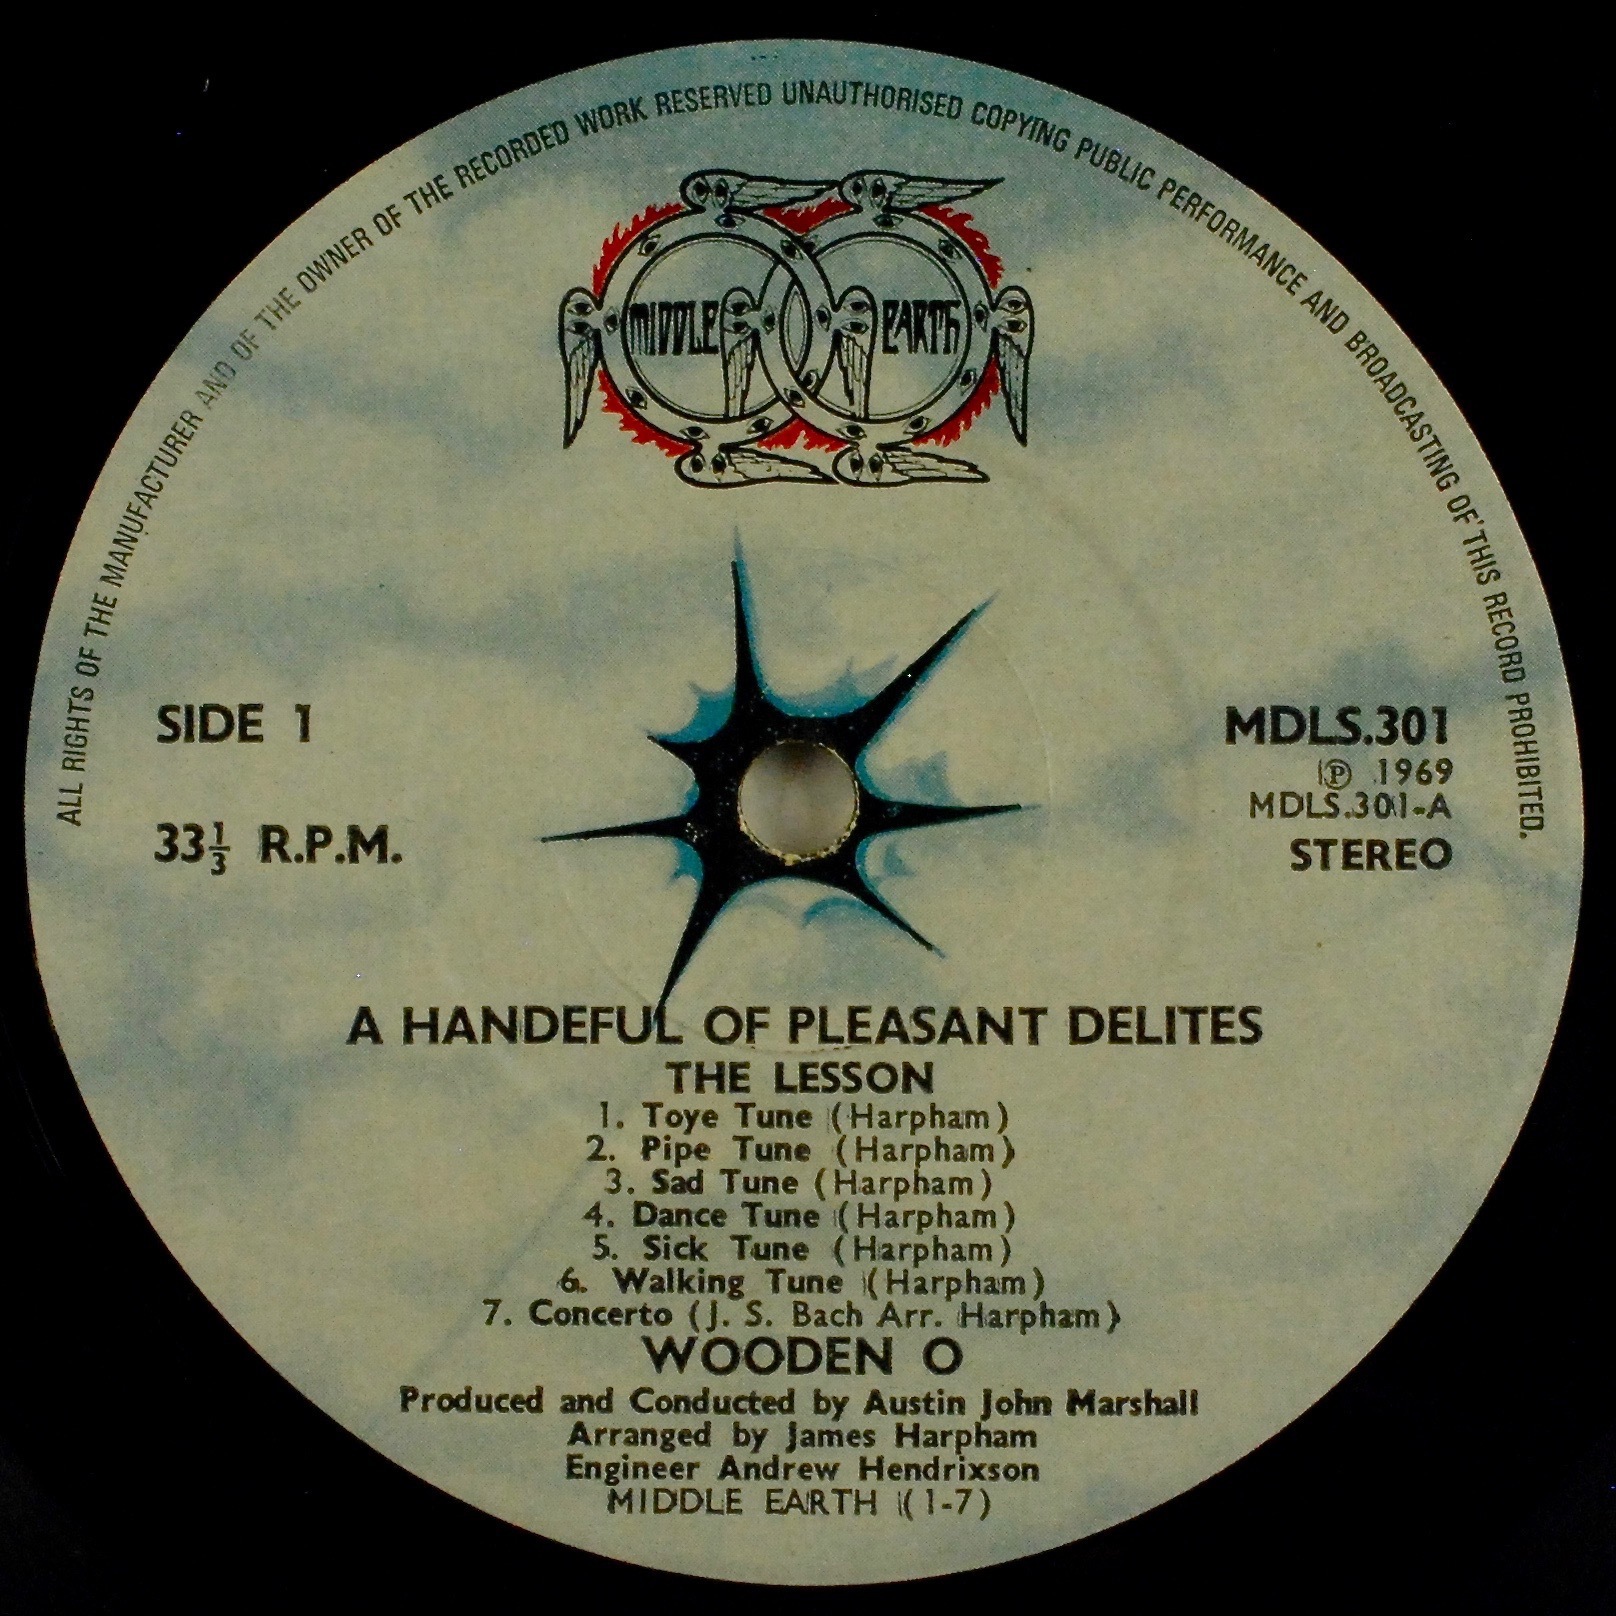 ALL RIGHTS OF THE MANUFACTURER AND OF THE OWNER OF THE RECORDED WORK RESERVED UNAUTHORISED COPYING PUBLIC PERFORMANCE AND BROADCASTING OF THIS RECORD PROHIBITED.
MIDDLE EARTH
SIDE 1
33⅓ R.P.M.
MDLS.301
℗ 1969
MDLS.301-A
STEREO
A HANDEFUL OF PLEASANT DELITES
THE LESSON
1. Toye Tune (Harpham)
2. Pipe Tune (Harpham)
3. Sad Tune (Harpham)
4. Dance Tune (Harpham)
5. Sick Tune (Harpham)
6. Walking Tune (Harpham)
7. Concerto (J. S. Bach Arr. Harpham)
WOODEN O
Produced and Conducted by Austin John Marshall
Arranged by James Harpham
Engineer Andrew Hendrixson
MIDDLE EARTH (1-7)